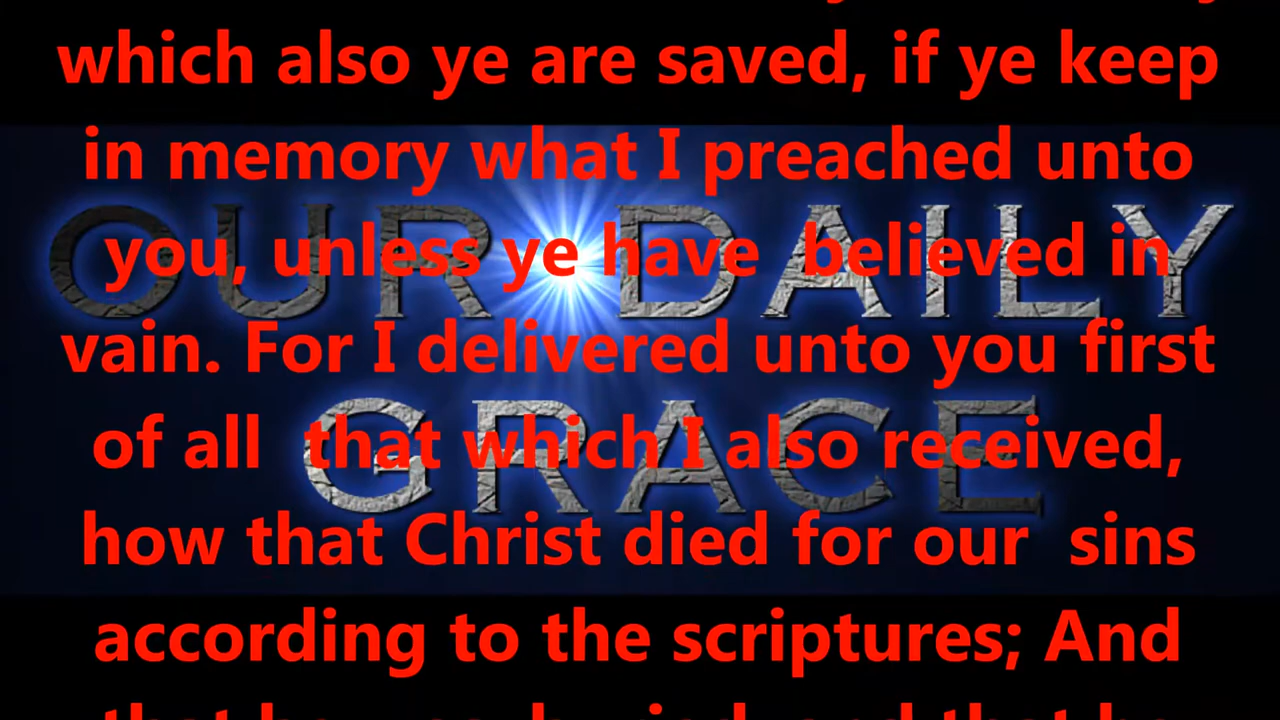 which also ye are saved, if ye keep
in memory what I preached unto
OUR DAILY
you, unless ye have believed in
vain. For I delivered unto you first
GRACE
of all that which I also received,
how that Christ died for our sins
according to the scriptures; And